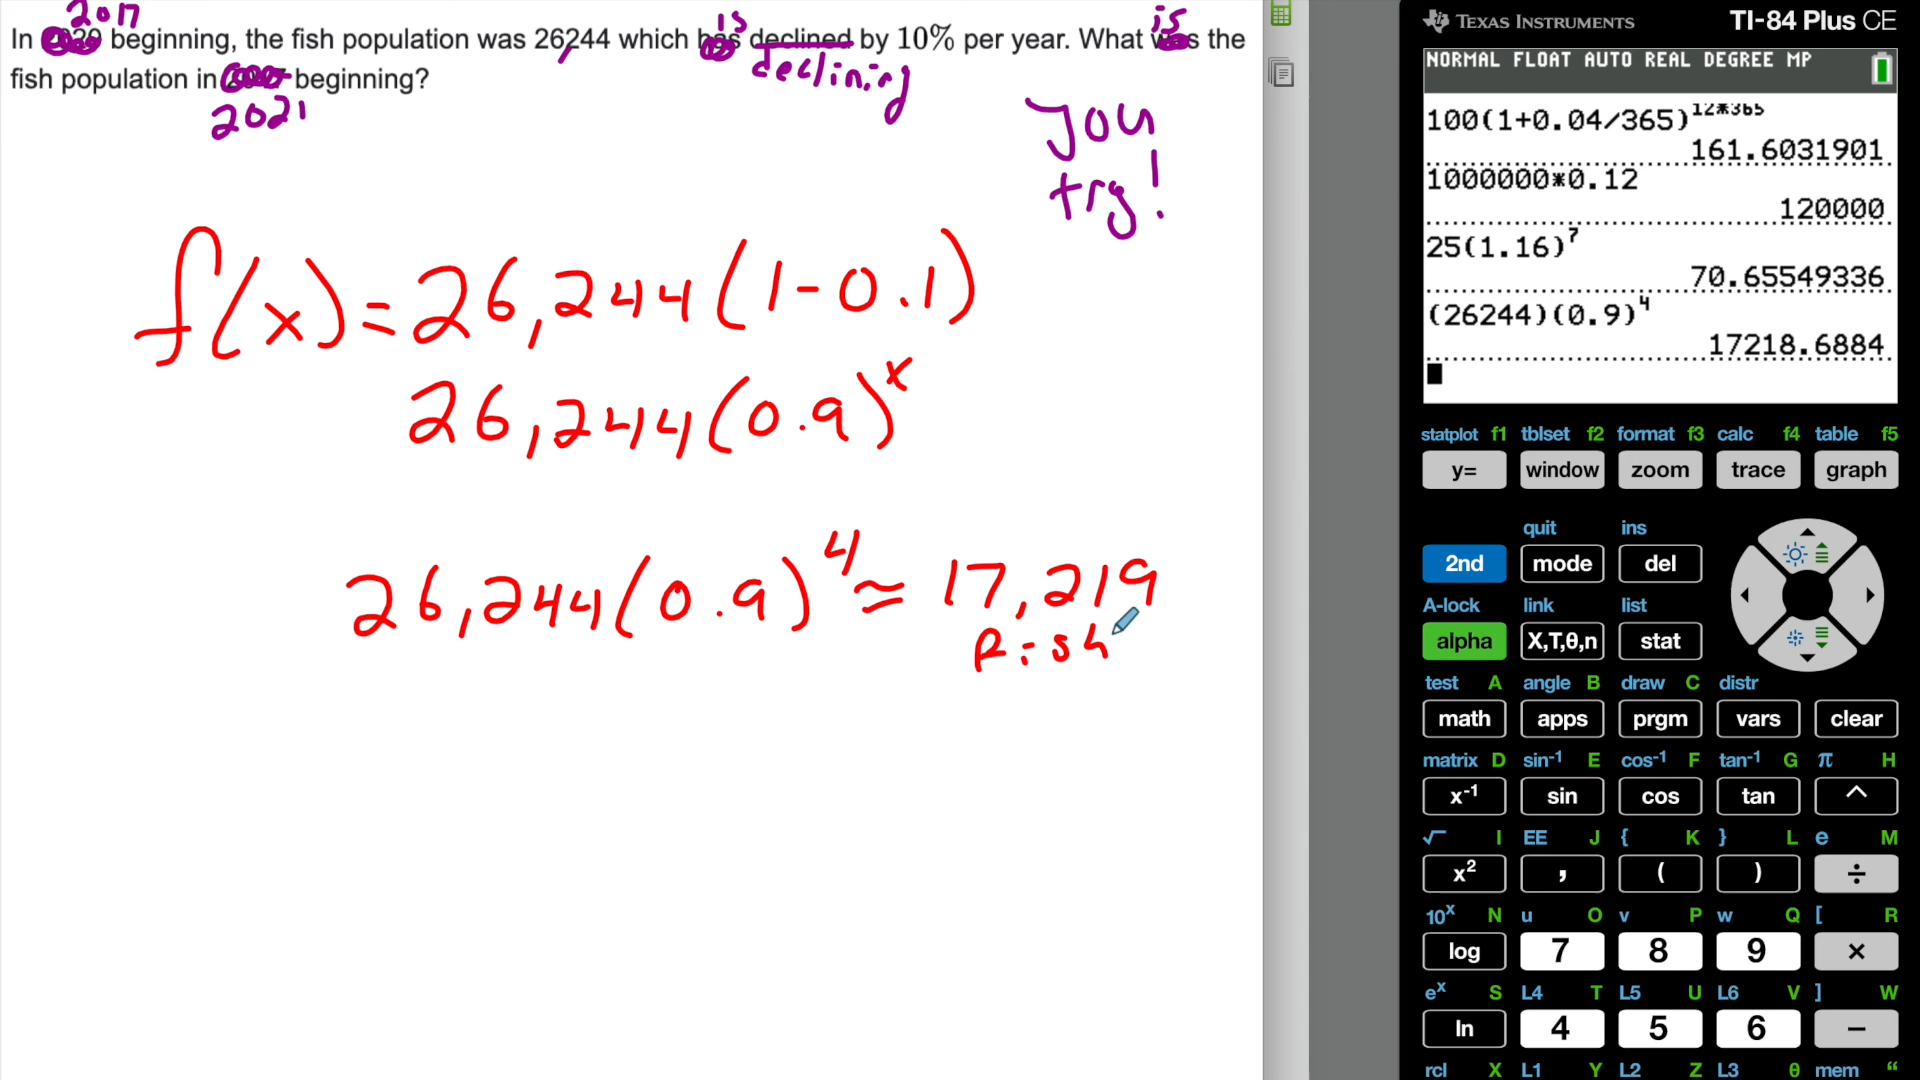 2017
In beginning, the fish population was 26,244 which is declined by 10% per year. What is the
declining
fish population in beginning?
2021
you
try!
f(x) = 26,244(1-0.1)
26,244(0.9)^x
26,244(0.9)^4 ≈ 17,219
fish
TEXAS INSTRUMENTS TI-84 Plus CE
NORMAL FLOAT AUTO REAL DEGREE MP
100(1+0.04/365)^12*365
161.6031901
1000000*0.12
120000
25(1.16)^7
70.65549336
(26244)(0.9)^4
17218.6884
statplot f1 tblset f2 format f3 calc f4 table f5
y= window zoom trace graph
quit ins
2nd mode del
A-lock link list
alpha X,T,θ,n stat
test A angle B draw C distr
math apps prgm vars clear
matrix D sin-1 E cos-1 F tan-1 G π H
x-1 sin cos tan ^
√ I EE J { K } L e M
x2 , ( ) ÷
10x N u O v P w Q [ R
log 7 8 9 ×
ex S L4 T L5 U L6 V ] W
ln 4 5 6 −
rcl X L1 Y L2 Z L3 θ mem “